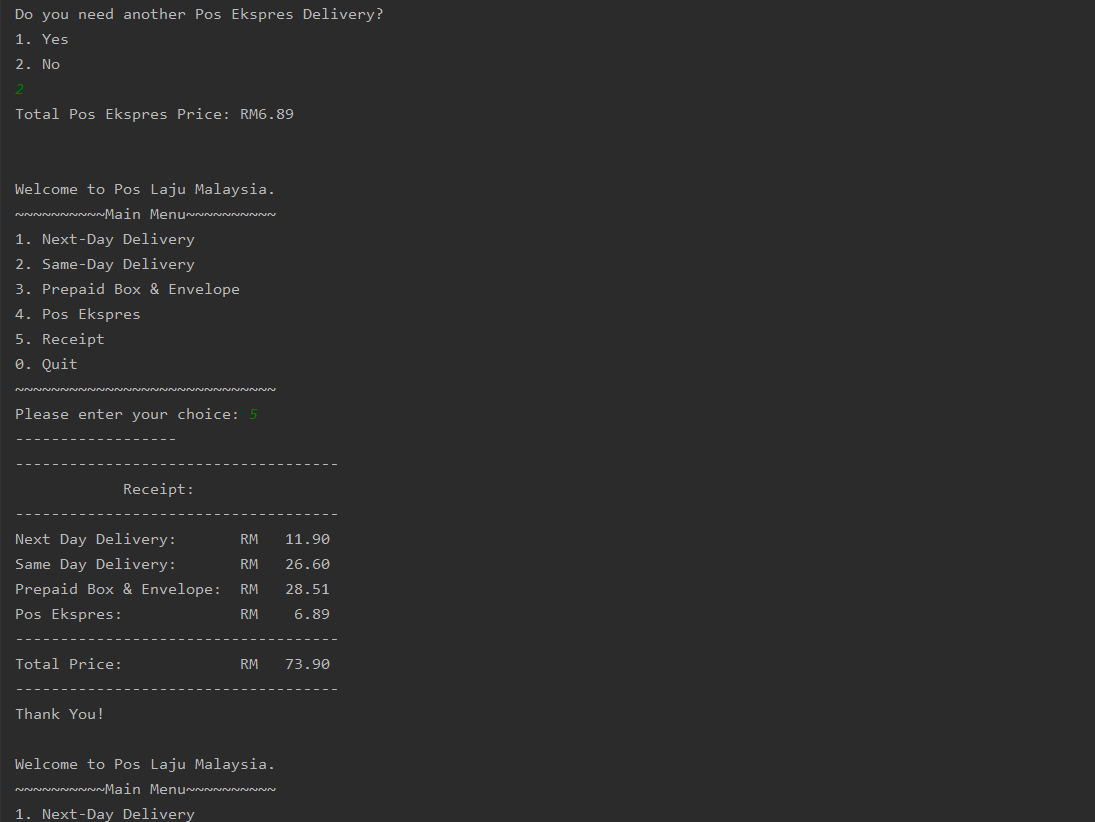 Do you need another Pos Ekspres Delivery?
1. Yes
2. No
2
Total Pos Ekspres Price: RM6.89
Welcome to Pos Laju Malaysia.
~~~~~~~~~~Main Menu~~~~~~~~~~
1. Next-Day Delivery
2. Same-Day Delivery
3. Prepaid Box & Envelope
4. Pos Ekspres
5. Receipt
0. Quit
~~~~~~~~~~~~~~~~~~~~~~~~~~~~~
Please enter your choice: 5
------------------
------------------------------------
            Receipt:
------------------------------------
Next Day Delivery:       RM   11.90
Same Day Delivery:       RM   26.60
Prepaid Box & Envelope:  RM   28.51
Pos Ekspres:             RM    6.89
------------------------------------
Total Price:             RM   73.90
------------------------------------
Thank You!
Welcome to Pos Laju Malaysia.
~~~~~~~~~~Main Menu~~~~~~~~~~
1. Next-Day Delivery